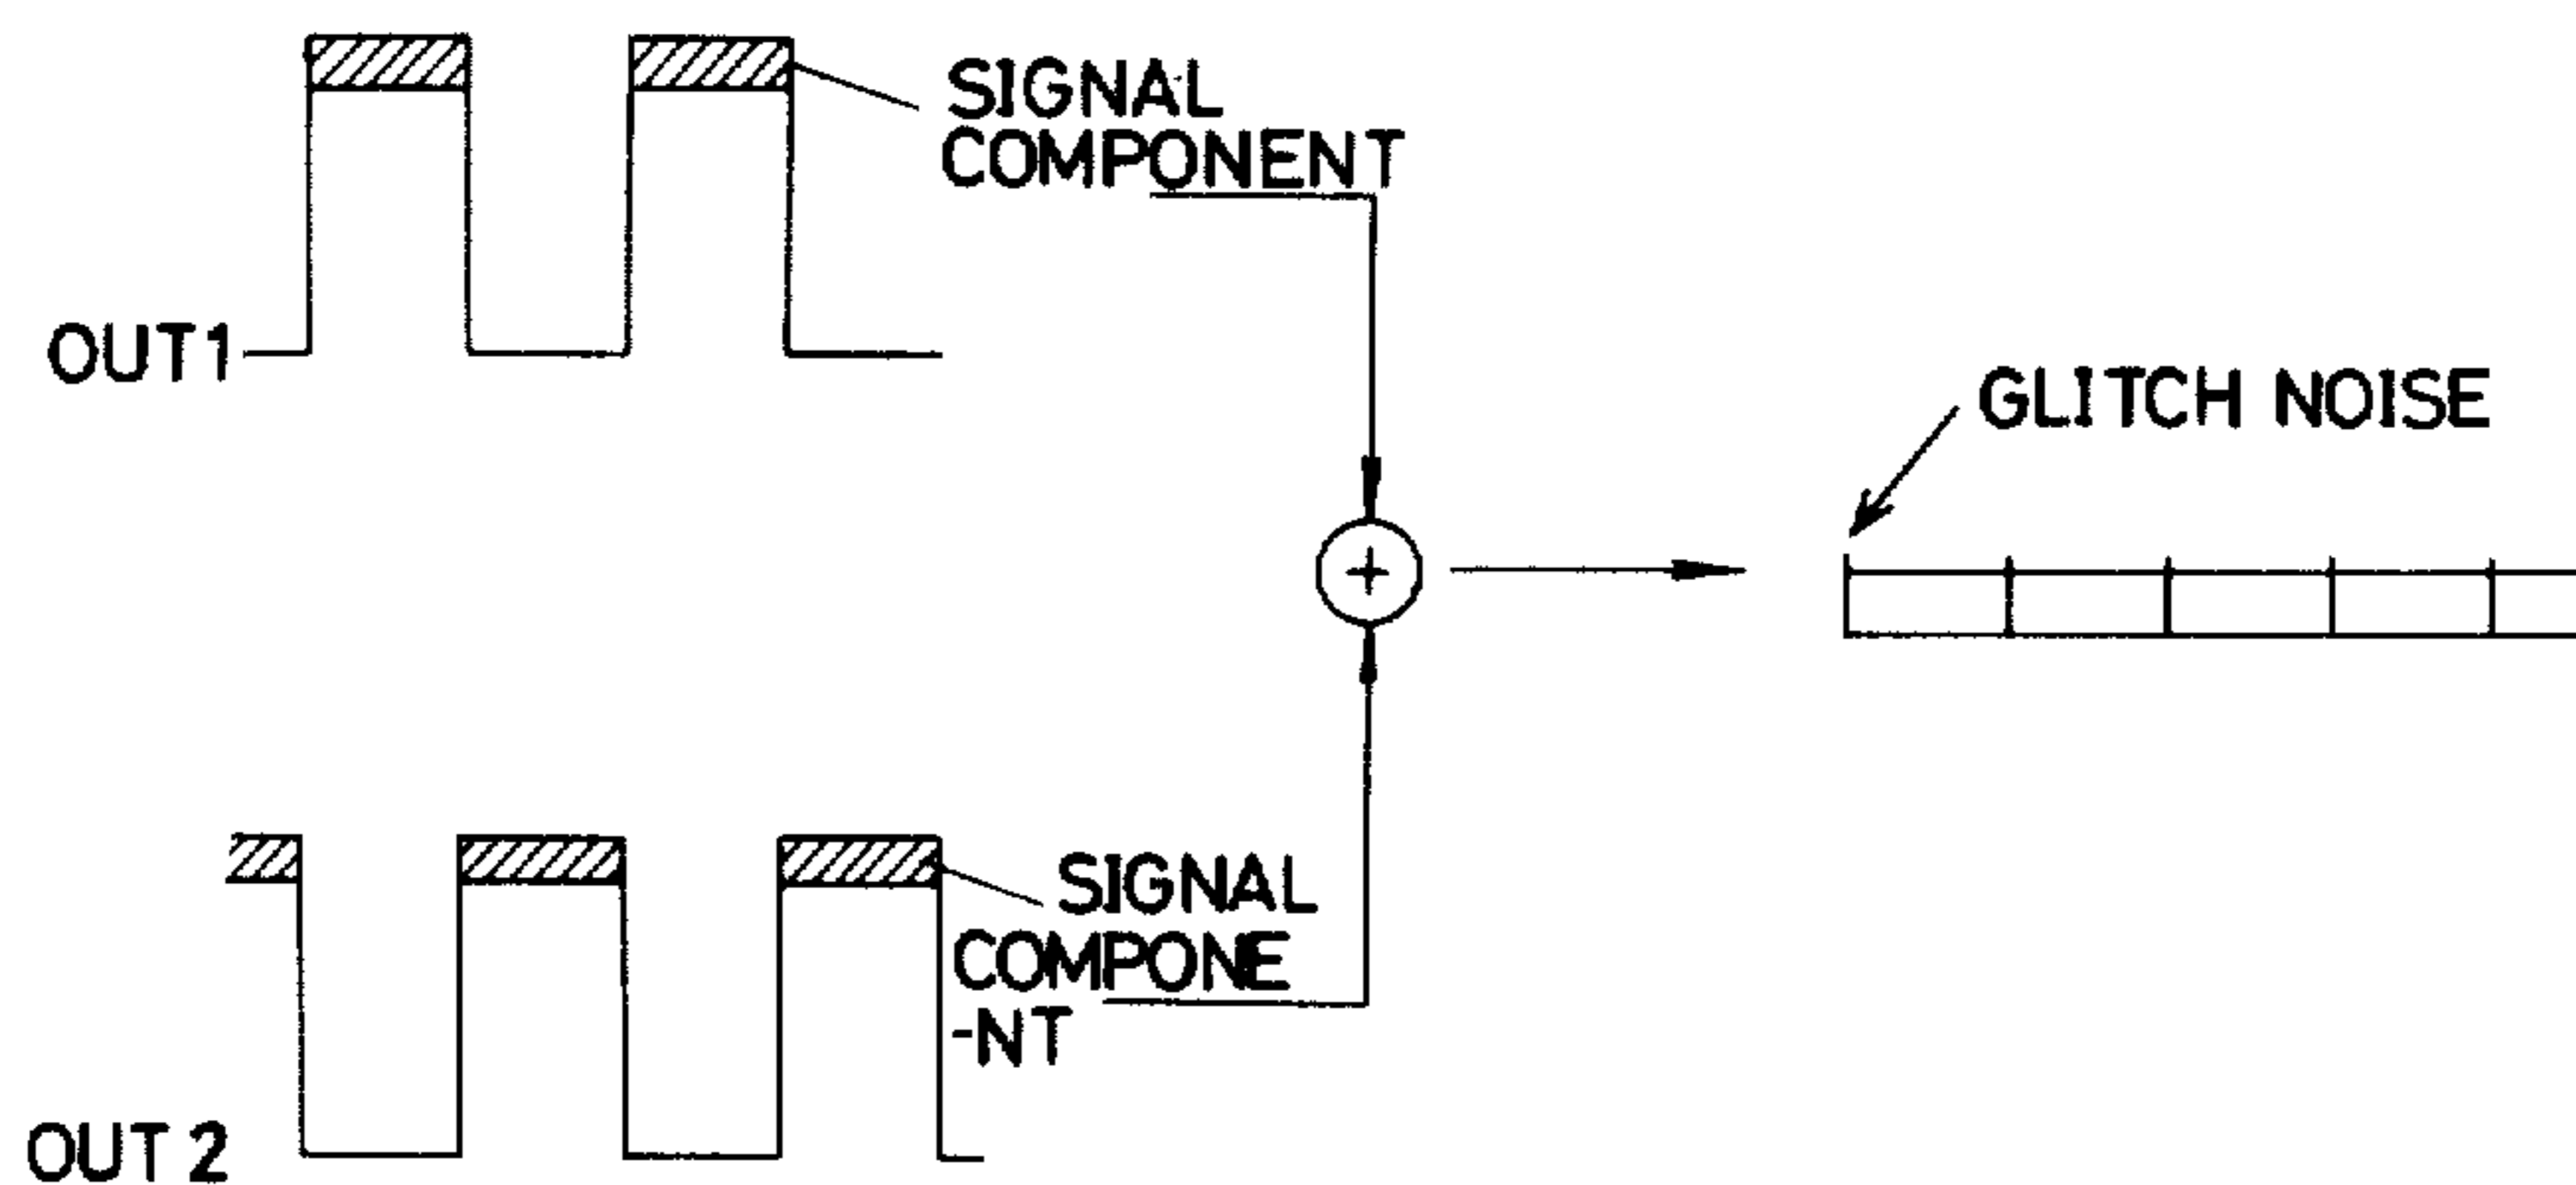 SIGNAL
COMPONENT
OUT1
GLITCH NOISE
+
SIGNAL
COMPONE
-NT
OUT 2